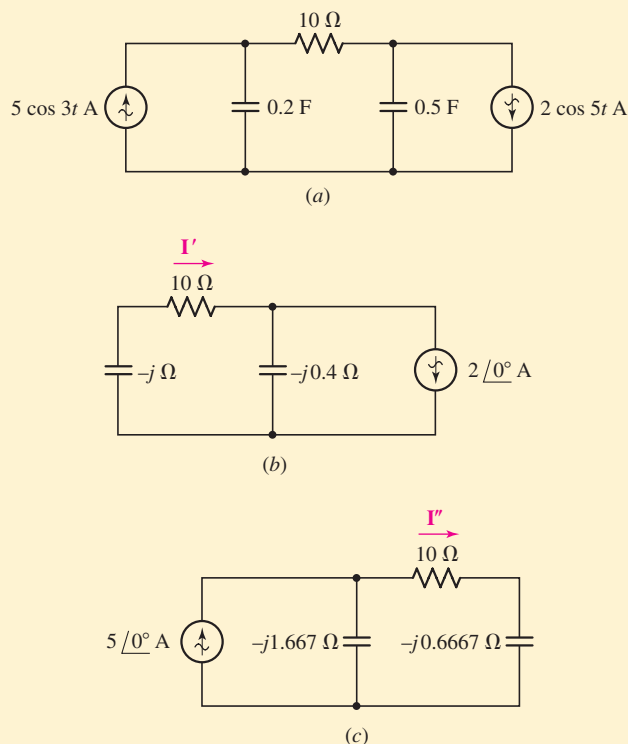 10 Ω
5 cos 3t A
0.2 F
0.5 F
2 cos 5t A
(a)
I′
10 Ω
–j Ω
–j0.4 Ω
2 /0° A
(b)
I″
10 Ω
5 /0° A
–j1.667 Ω
–j0.6667 Ω
(c)